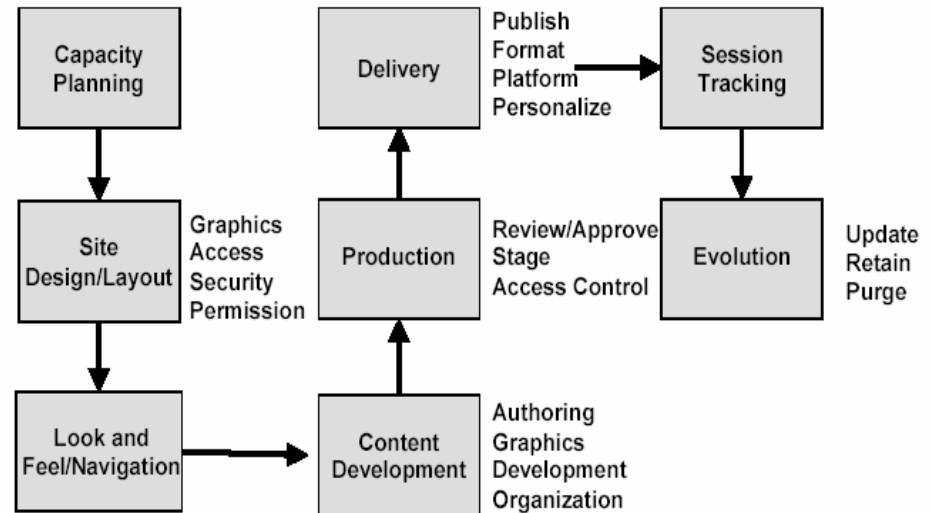 Capacity
Planning
Site
Design/Layout
Graphics
Access
Security
Permission
Look and
Feel/Navigation
Content
Development
Authoring
Graphics
Development
Organization
Production
Review/Approve
Stage
Access Control
Delivery
Publish
Format
Platform
Personalize
Session
Tracking
Evolution
Update
Retain
Purge